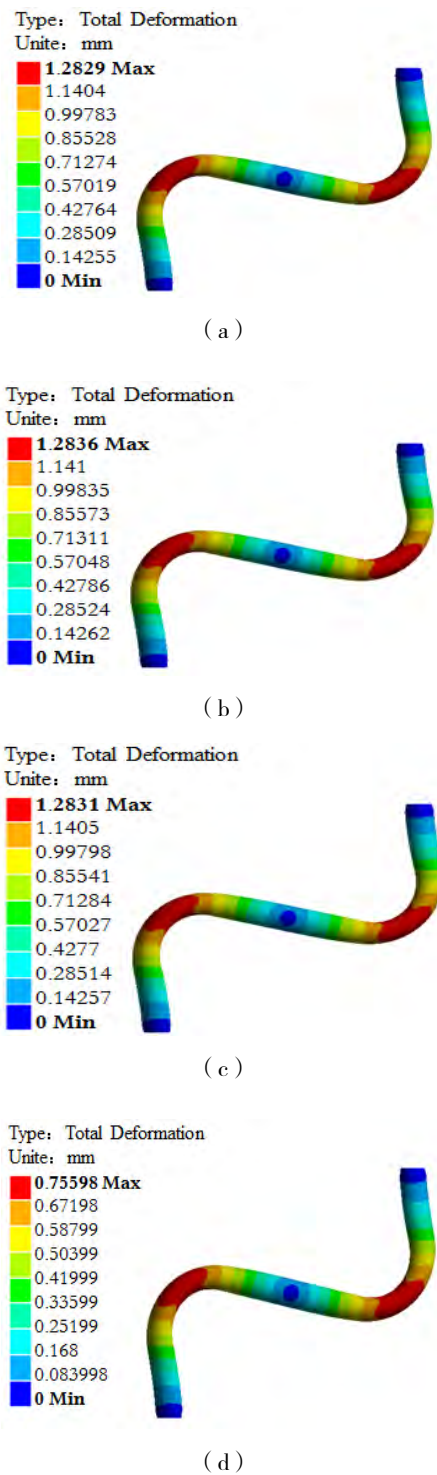 Type： Total Deformation
Unite： mm
1.2829 Max
1.1404
0.99783
0.85528
0.71274
0.57019
0.42764
0.28509
0.14255
0 Min
（a）
Type： Total Deformation
Unite： mm
1.2836 Max
1.141
0.99835
0.85573
0.71311
0.57048
0.42786
0.28524
0.14262
0 Min
（b）
Type： Total Deformation
Unite： mm
1.2831 Max
1.1405
0.99798
0.85541
0.71284
0.57027
0.4277
0.28514
0.14257
0 Min
（c）
Type： Total Deformation
Unite： mm
0.75598 Max
0.67198
0.58799
0.50399
0.41999
0.33599
0.25199
0.168
0.083998
0 Min
（d）